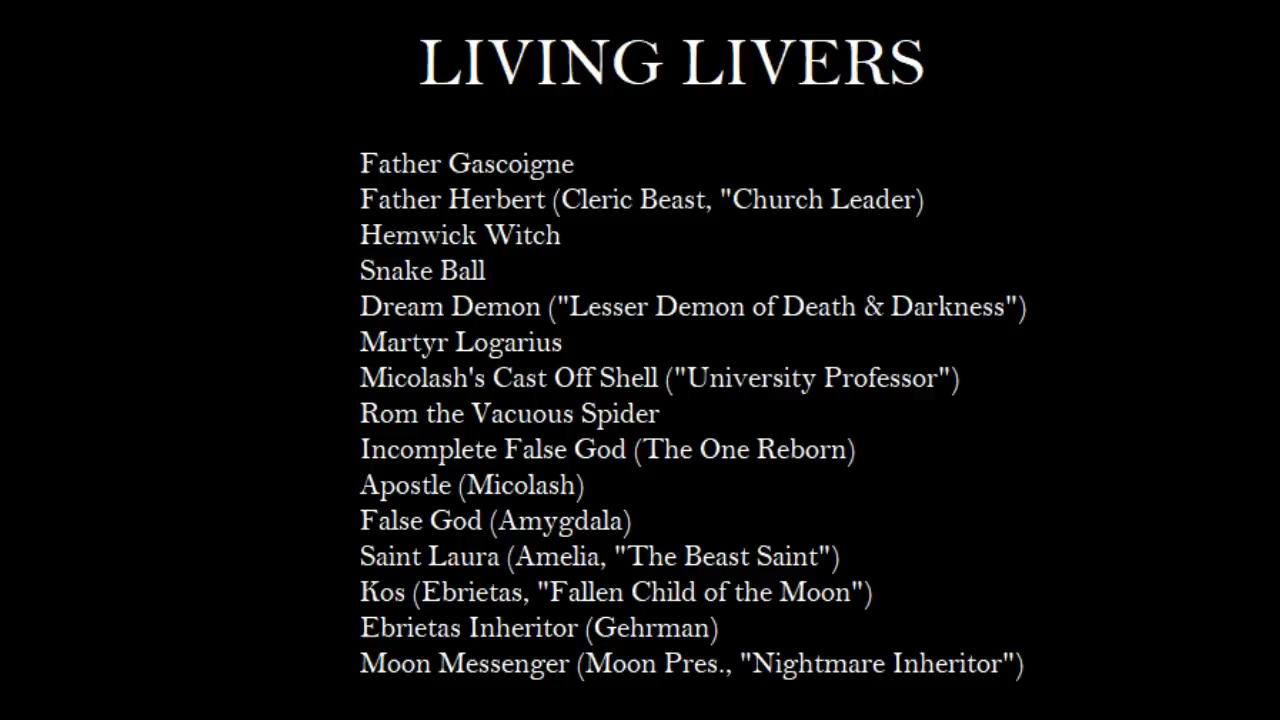 LIVING LIVERS
Father Gascoigne
Father Herbert (Cleric Beast, "Church Leader)
Hemwick Witch
Snake Ball
Dream Demon ("Lesser Demon of Death & Darkness")
Martyr Logarius
Micolash's Cast Off Shell ("University Professor")
Rom the Vacuous Spider
Incomplete False God (The One Reborn)
Apostle (Micolash)
False God (Amygdala)
Saint Laura (Amelia, "The Beast Saint")
Kos (Ebrietas, "Fallen Child of the Moon")
Ebrietas Inheritor (Gehrman)
Moon Messenger (Moon Pres., "Nightmare Inheritor")